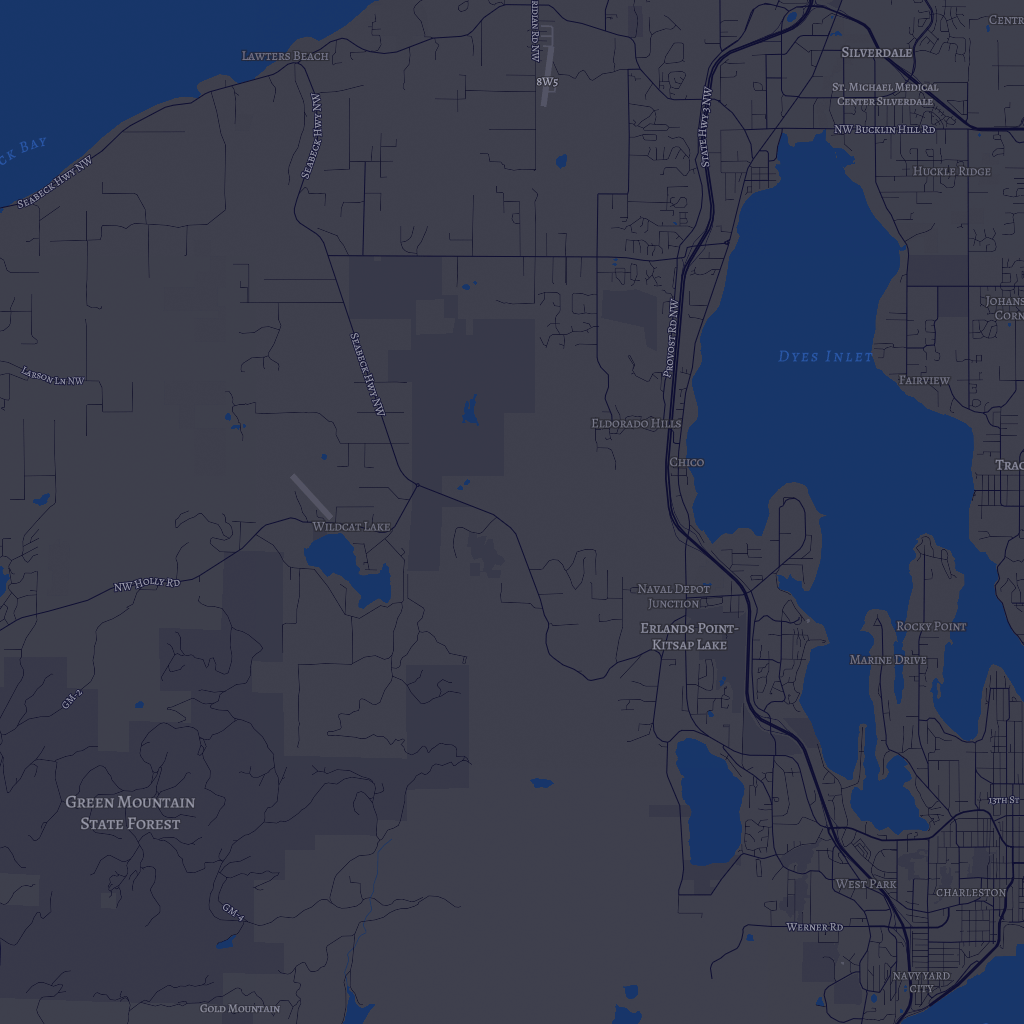 CENTR
SILVERDALE
LAWTERS BEACH
RIDIAN RD NW
8W5
ST. MICHAEL MEDICAL
CENTER SILVERDALE
STATE HWY 3 NW
NW BUCKLIN HILL RD
SEABECK HWY NW
CK BAY
SEABECK HWY NW
HUCKLE RIDGE
JOHANS
CORN
PROVOST RD NW
DYES INLET
SEABECK HWY NW
LARSON LN NW
FAIRVIEW
ELDORADO HILLS
CHICO
TRAC
WILDCAT LAKE
NW HOLLY RD
NAVAL DEPOT
JUNCTION
ERLANDS POINT-
KITSAP LAKE
ROCKY POINT
MARINE DRIVE
GM-2
GREEN MOUNTAIN
STATE FOREST
13TH ST
WEST PARK
CHARLESTON
GM-4
WERNER RD
NAVY YARD
CITY
GOLD MOUNTAIN